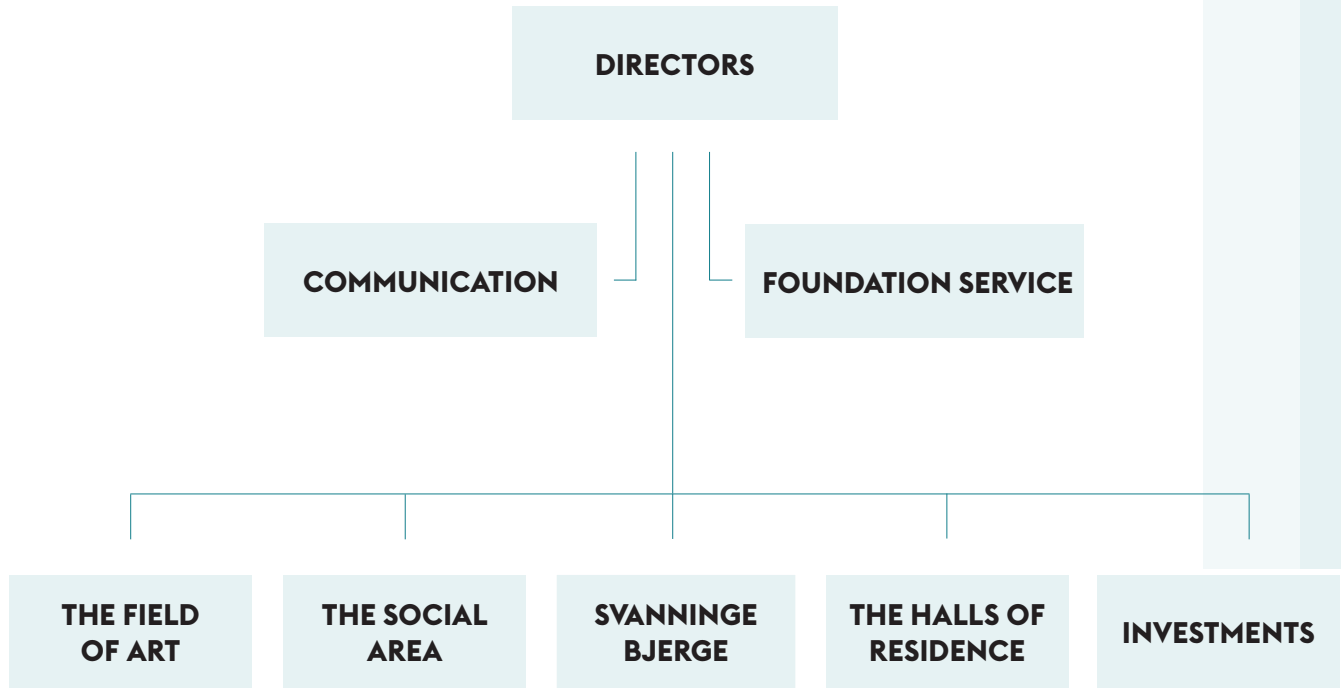 DIRECTORS
COMMUNICATION
FOUNDATION SERVICE
THE FIELD
OF ART
THE SOCIAL
AREA
SVANNINGE
BJERGE
THE HALLS OF
RESIDENCE
INVESTMENTS